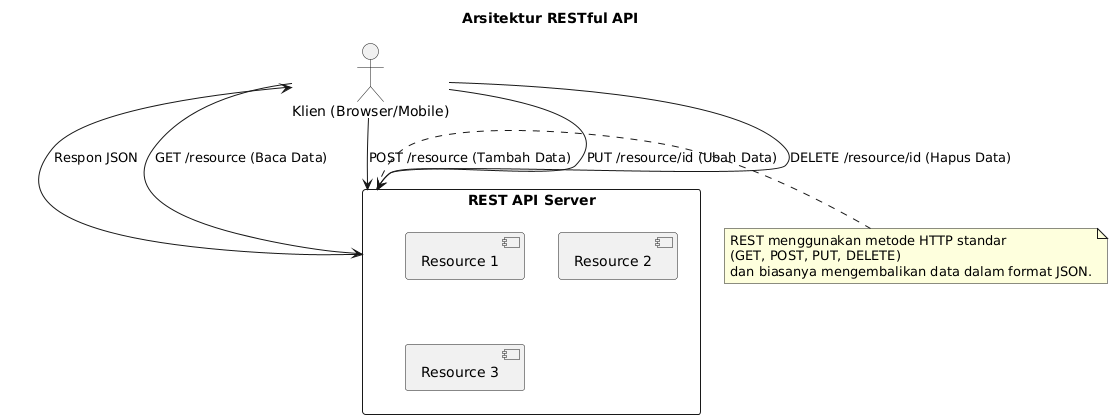 Arsitektur RESTful API
Klien (Browser/Mobile)
Respon JSON
GET /resource (Baca Data)
POST /resource (Tambah Data)
PUT /resource/id (Ubah Data)
DELETE /resource/id (Hapus Data)
REST API Server
Resource 1
Resource 2
Resource 3
REST menggunakan metode HTTP standar
(GET, POST, PUT, DELETE)
dan biasanya mengembalikan data dalam format JSON.